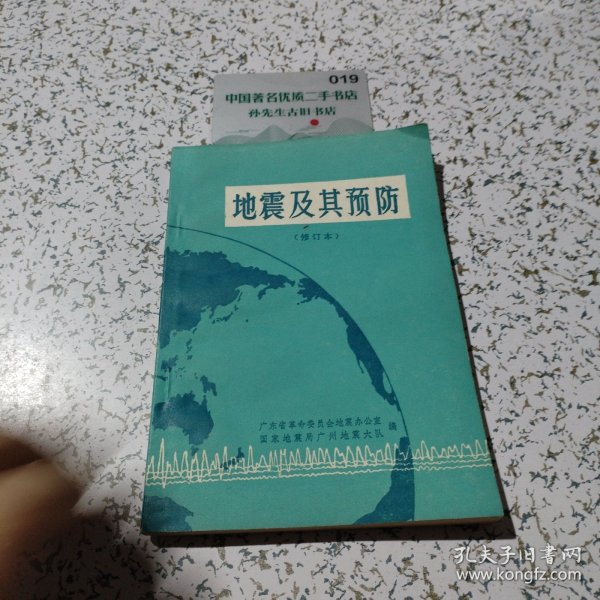 019
中国著名优质二手书店
孙先生古旧书店
地震及其预防
（修订本）
广东省革命委员会地震办公室
国家地震局广州地震大队 编
孔夫子旧书网
www.kongfz.com